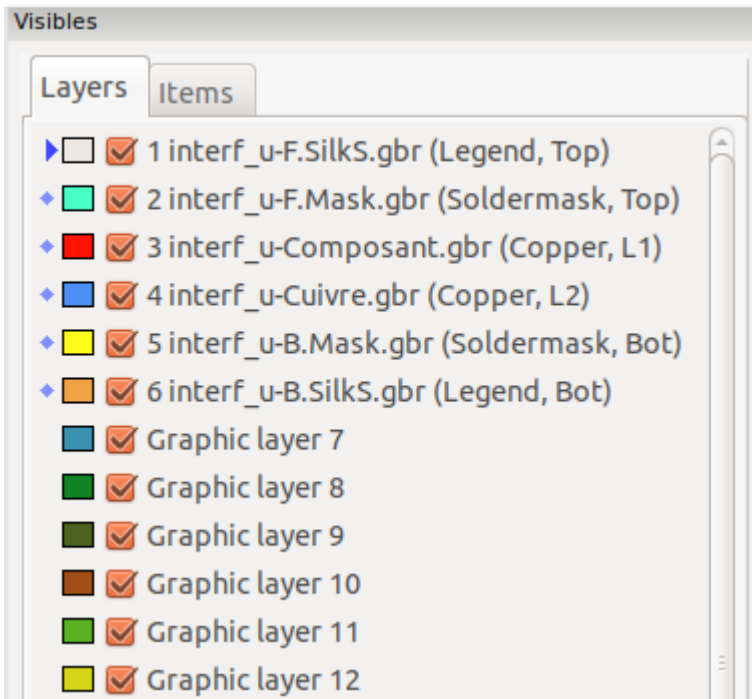 Visibles
Layers
Items
1 interf_u-F.SilkS.gbr (Legend, Top)
2 interf_u-F.Mask.gbr (Soldermask, Top)
3 interf_u-Composant.gbr (Copper, L1)
4 interf_u-Cuivre.gbr (Copper, L2)
5 interf_u-B.Mask.gbr (Soldermask, Bot)
6 interf_u-B.SilkS.gbr (Legend, Bot)
Graphic layer 7
Graphic layer 8
Graphic layer 9
Graphic layer 10
Graphic layer 11
Graphic layer 12